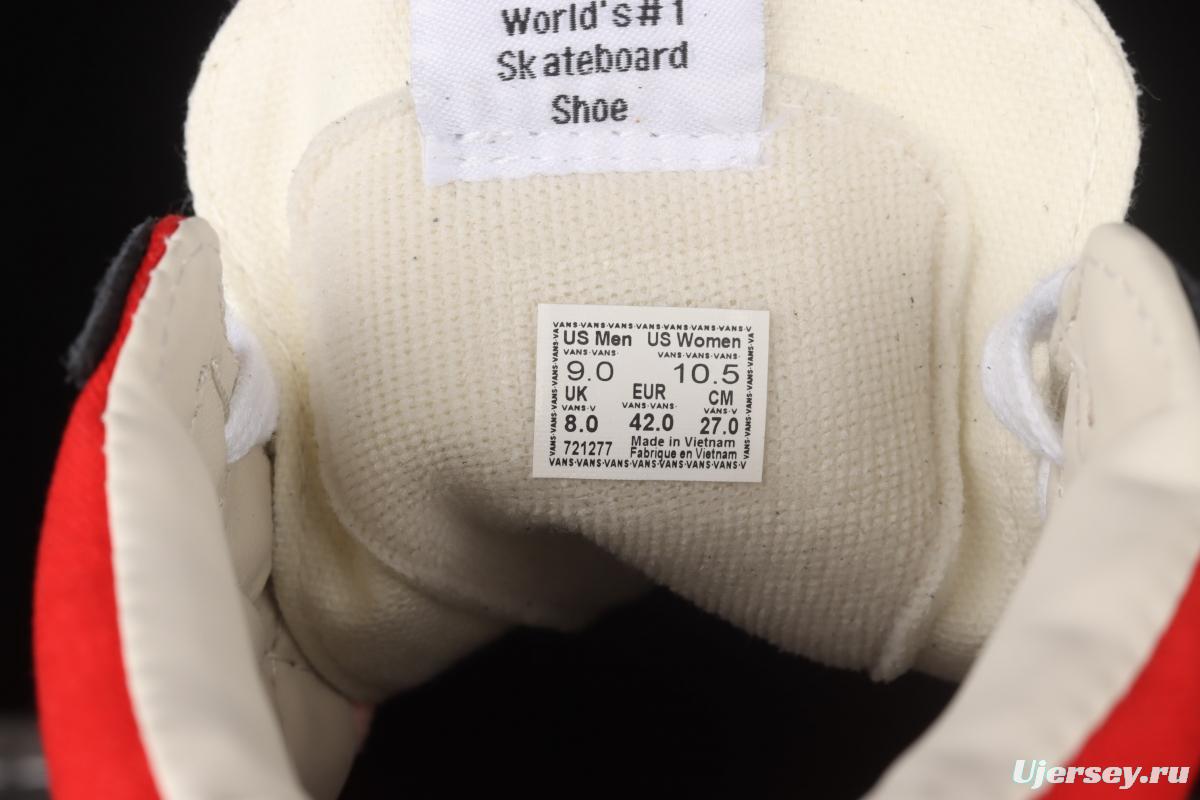 World's#1
Skateboard
Shoe
VANS·VANS·VANS·VANS·VANS·VANS·V
US Men US Women
VANS·VANS· VANS·VANS·VANS·
9.0 10.5
UK EUR CM
VANS·V VANS·VANS· VANS·V
8.0 42.0 27.0
721277 Made in Vietnam
Fabrique en Vietnam
VANS·VANS·VANS·VANS·VANS·VANS·V
Ujersey.ru